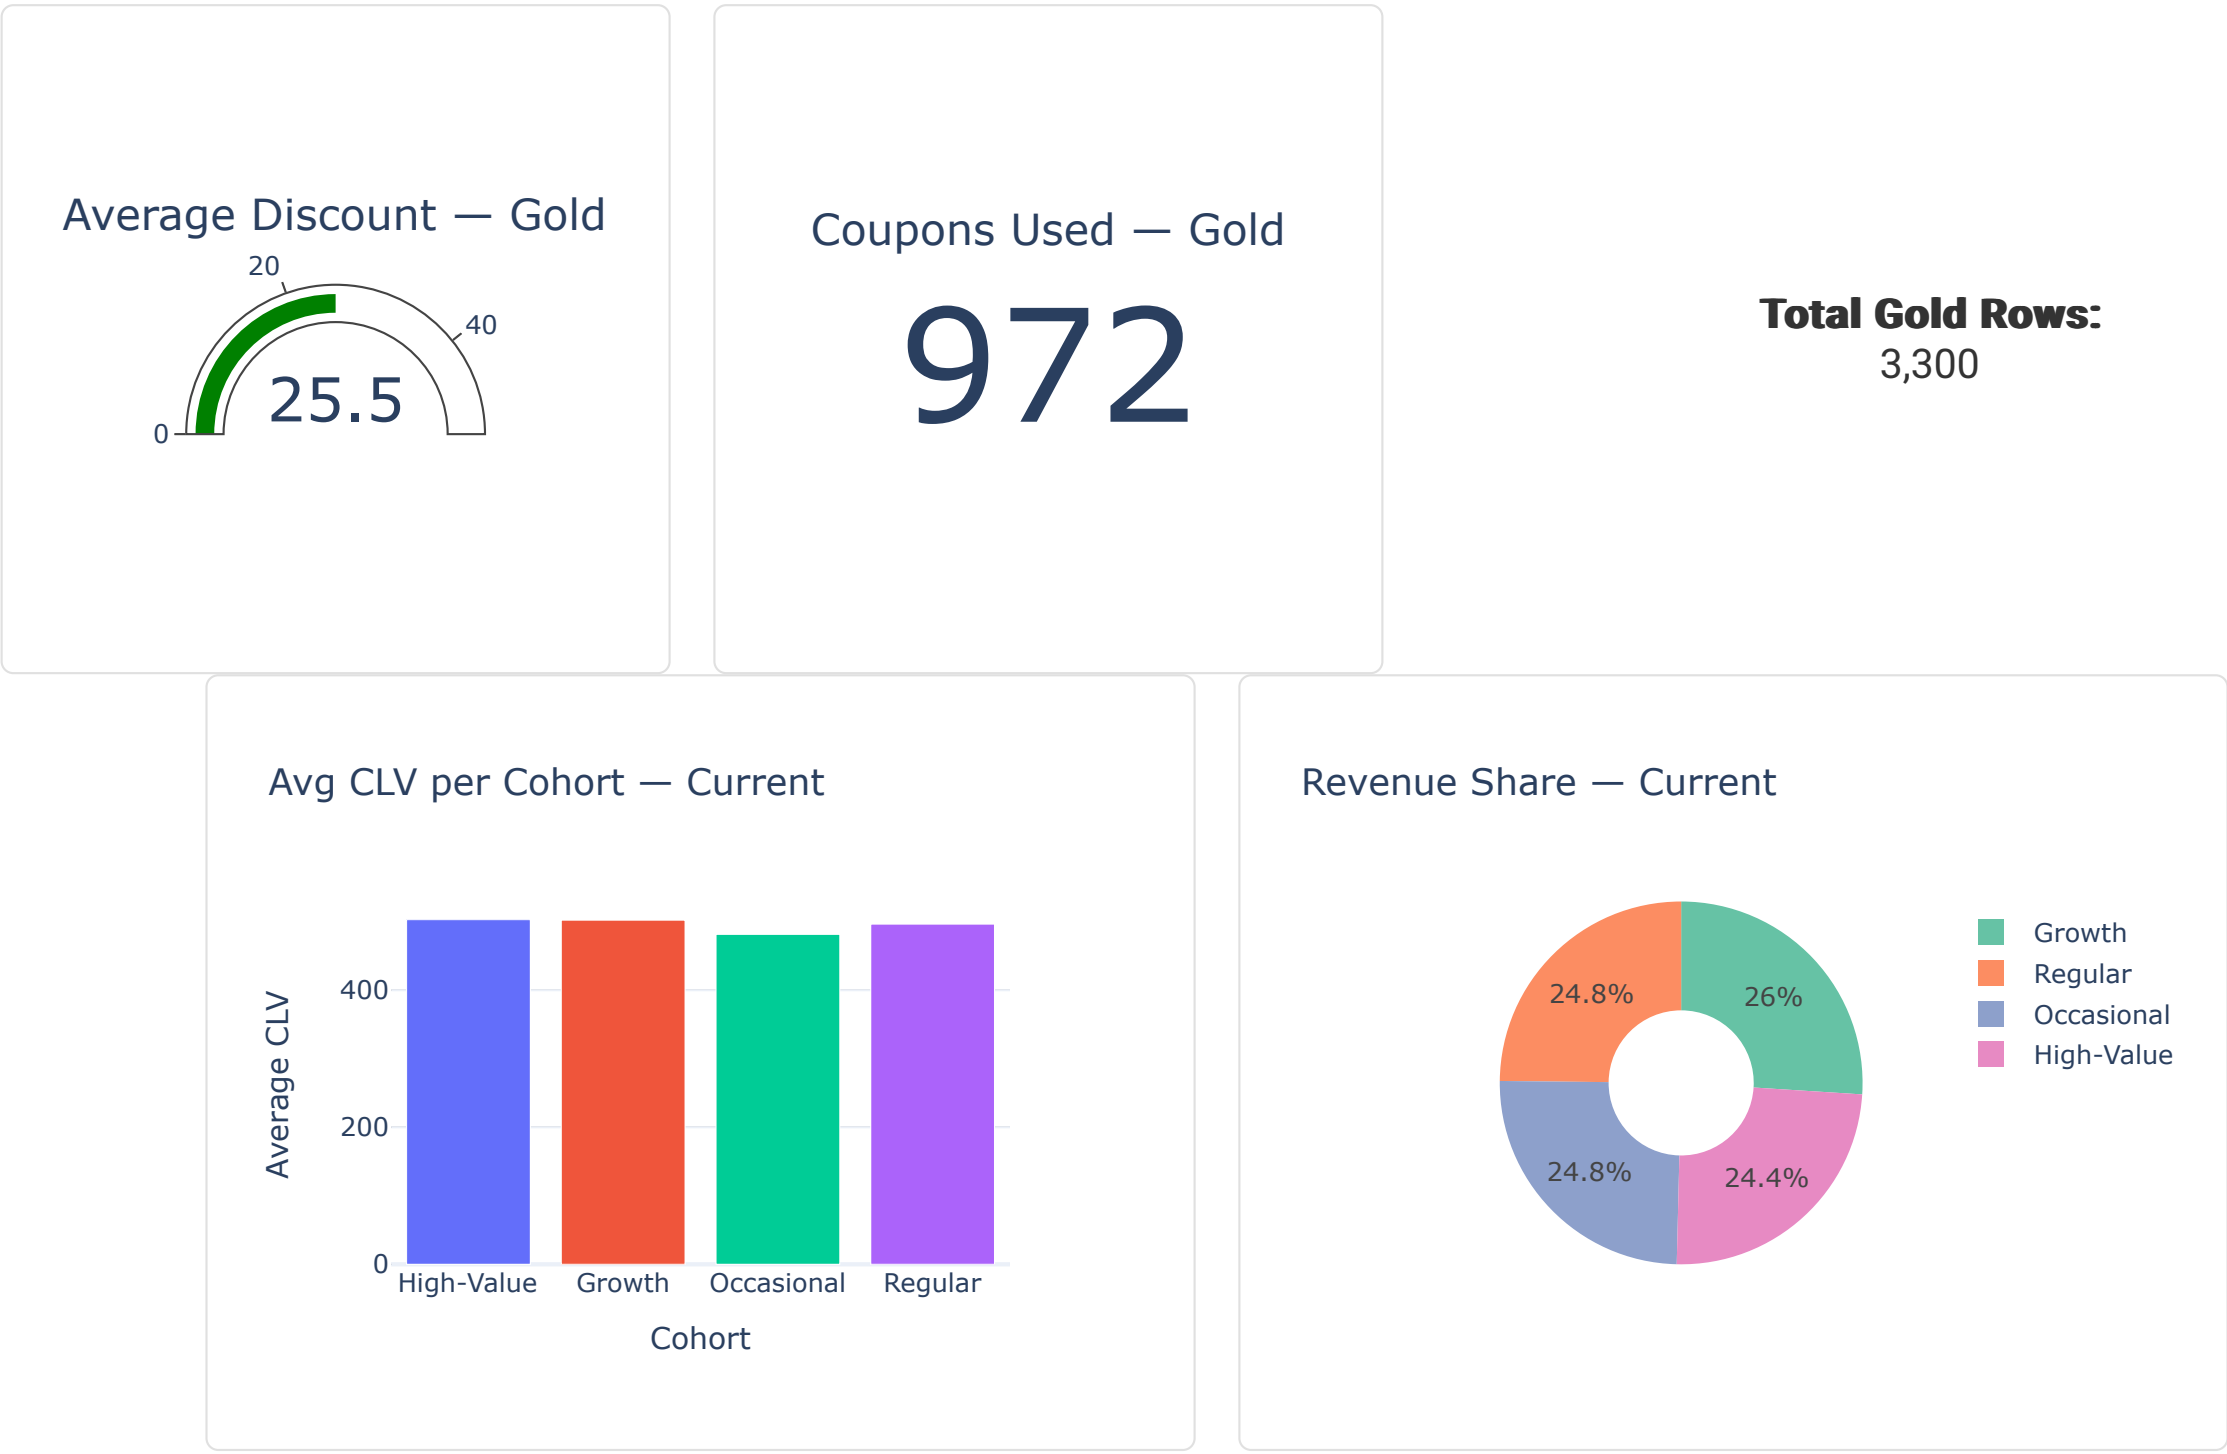 Average Discount — Gold
0
20
40
25.5
Coupons Used — Gold
972
Total Gold Rows:
3,300
Avg CLV per Cohort — Current
Average CLV
400
200
0
High-Value
Growth
Occasional
Regular
Cohort
Revenue Share — Current
24.8%
26%
24.8%
24.4%
Growth
Regular
Occasional
High-Value